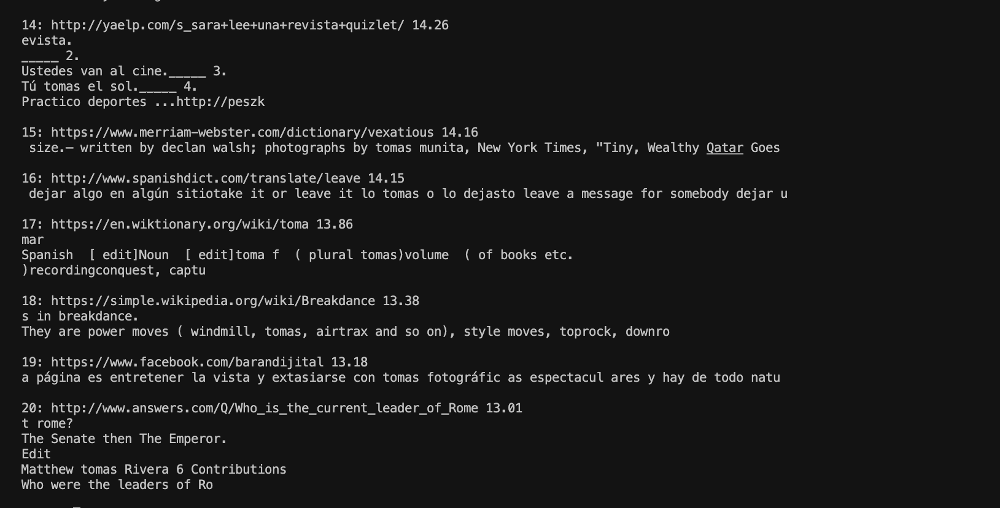 14: http://yaelp.com/s_sara+lee+una+revista+quizlet/ 14.26
evista.
_____ 2.
Ustedes van al cine._____ 3.
Tú tomas el sol._____ 4.
Practico deportes ...http://peszk
15: https://www.merriam-webster.com/dictionary/vexatious 14.16
size.— written by declan walsh; photographs by tomas munita, New York Times, "Tiny, Wealthy Qatar Goes
16: http://www.spanishdict.com/translate/leave 14.15
dejar algo en algún sitiotake it or leave it lo tomas o lo dejasto leave a message for somebody dejar u
17: https://en.wiktionary.org/wiki/toma 13.86
mar
Spanish  [ edit]Noun  [ edit]toma f  ( plural tomas)volume  ( of books etc.
)recordingconquest, captu
18: https://simple.wikipedia.org/wiki/Breakdance 13.38
s in breakdance.
They are power moves ( windmill, tomas, airtrax and so on), style moves, toprock, downro
19: https://www.facebook.com/barandijital 13.18
a página es entretener la vista y extasiarse con tomas fotográfic as espectacul ares y hay de todo natu
20: http://www.answers.com/Q/Who_is_the_current_leader_of_Rome 13.01
t rome?
The Senate then The Emperor.
Edit
Matthew tomas Rivera 6 Contributions
Who were the leaders of Ro